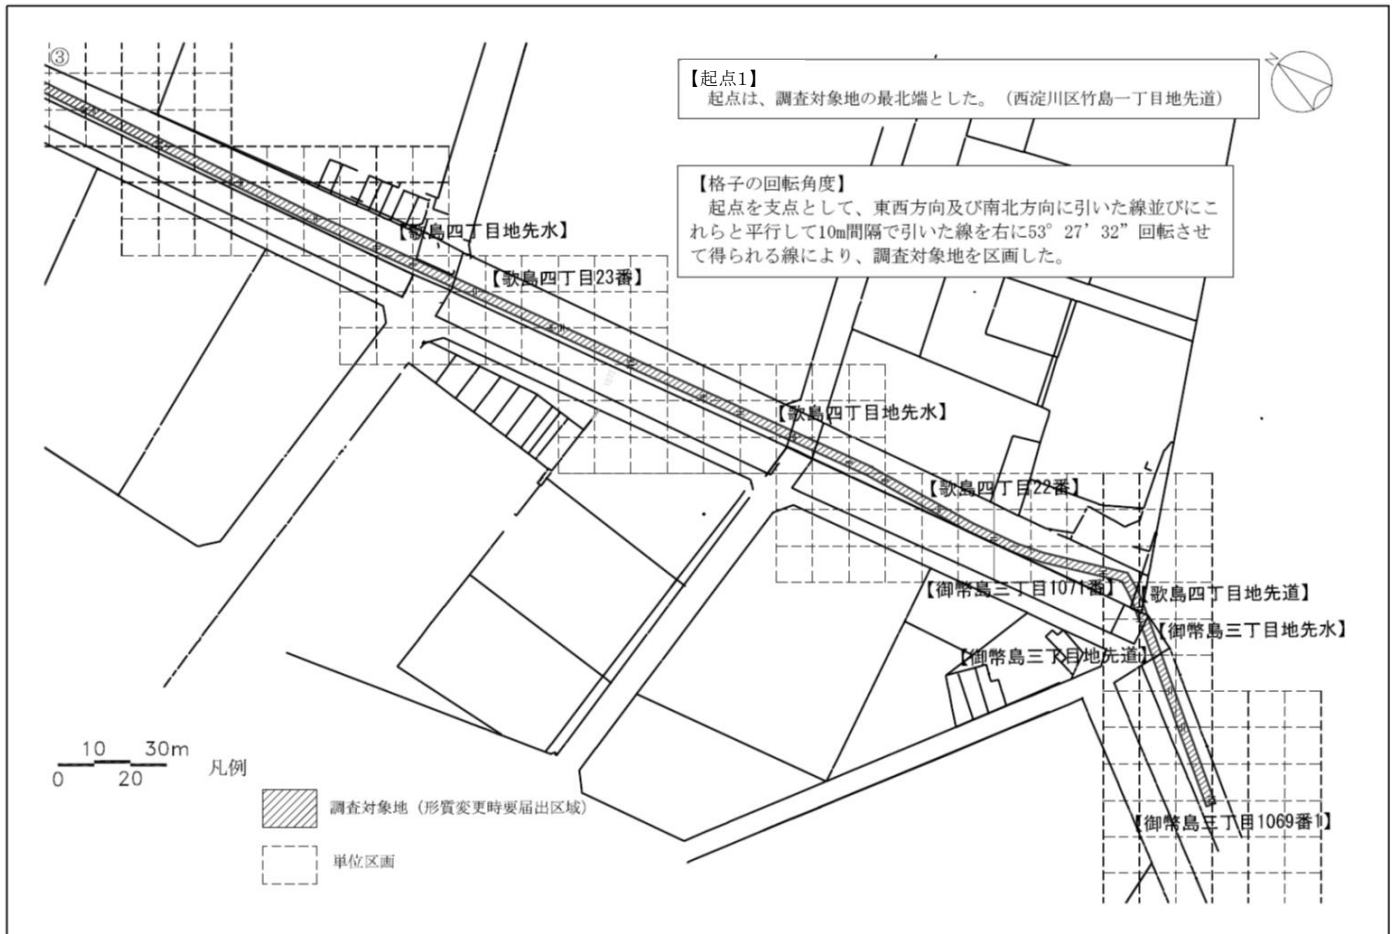 ③
【起点1】
起点は、調査対象地の最北端とした。（西淀川区竹島一丁目地先道）
N
【格子の回転角度】
起点を支点として、東西方向及び南北方向に引いた線並びにこ
れらと平行して10m間隔で引いた線を右に53°27’32”回転させ
て得られる線により、調査対象地を区画した。
【歌島四丁目地先水】
【歌島四丁目23番】
【歌島四丁目地先水】
【歌島四丁目22番】
【御幣島三丁目1071番】
【歌島四丁目地先道】
【御幣島三丁目地先水】
【御幣島三丁目地先道】
【御幣島三丁目1069番1】
10 30m
0 20
凡例
調査対象地（形質変更時要届出区域）
単位区画